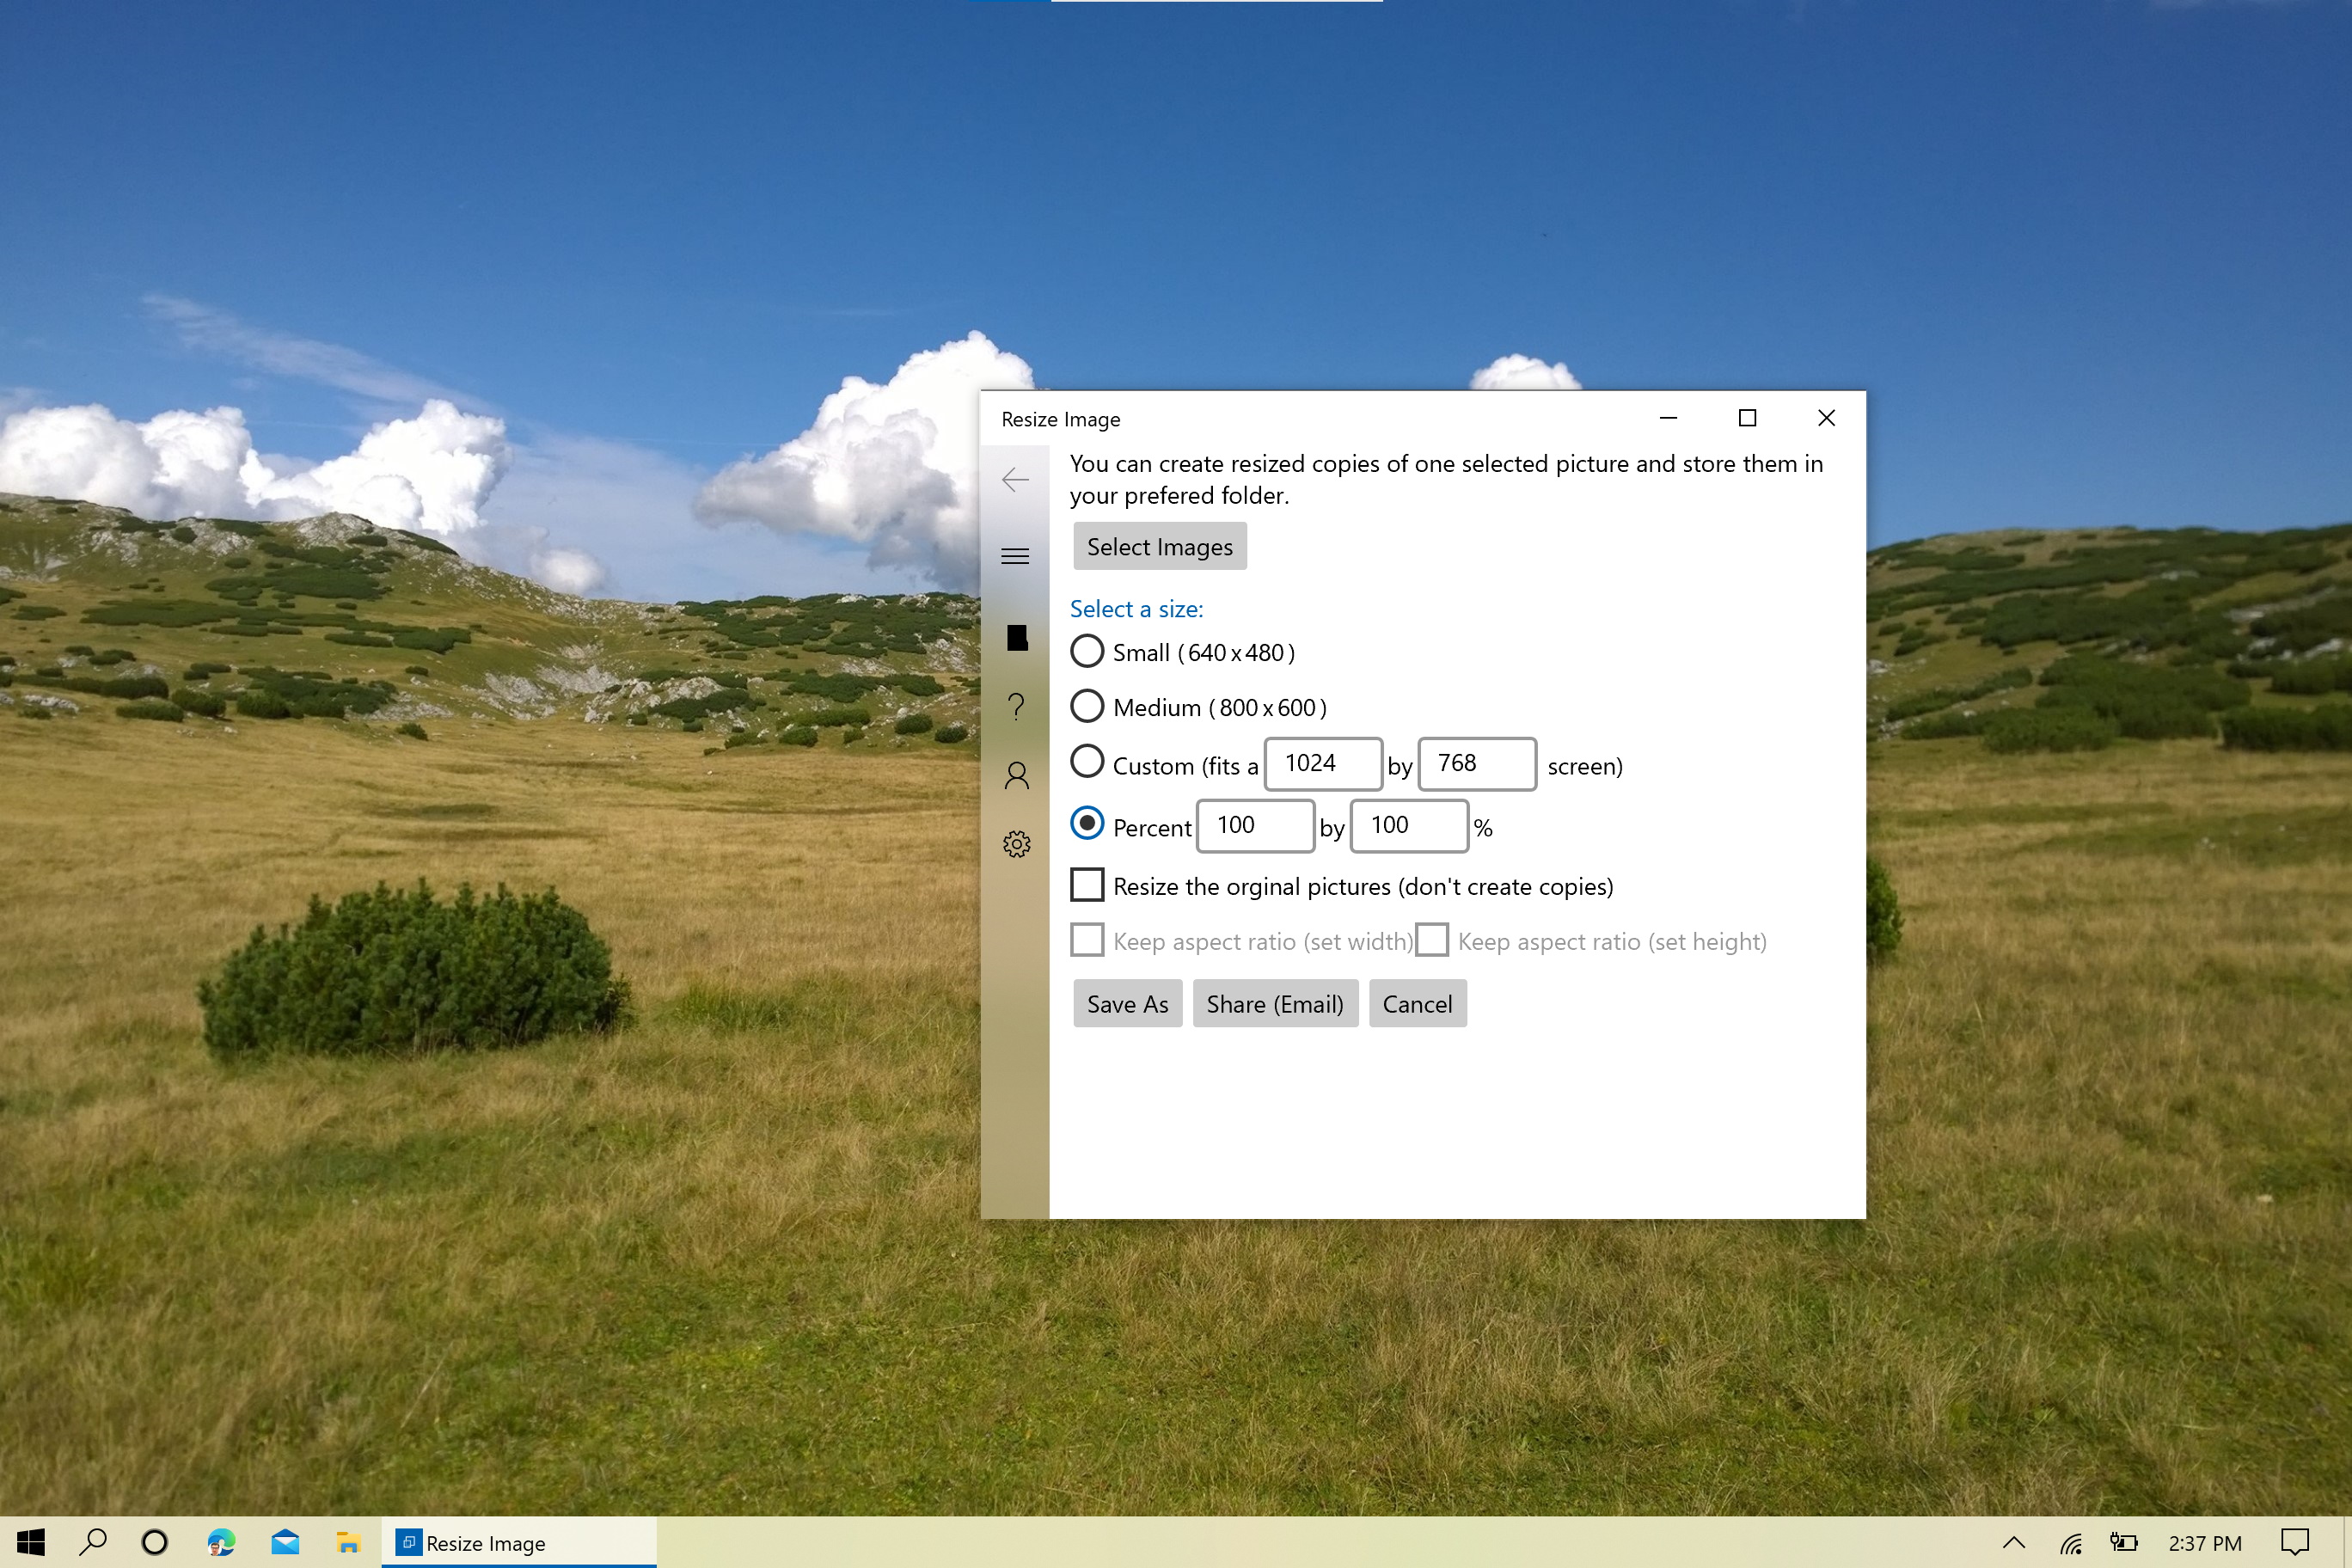 Resize Image
You can create resized copies of one selected picture and store them in
your prefered folder.
Select Images
Select a size:
Small ( 640 x 480 )
Medium ( 800 x 600 )
Custom (fits a 1024 by 768 screen)
Percent 100 by 100 %
Resize the orginal pictures (don't create copies)
Keep aspect ratio (set width) Keep aspect ratio (set height)
Save As Share (Email) Cancel
Resize Image 2:37 PM